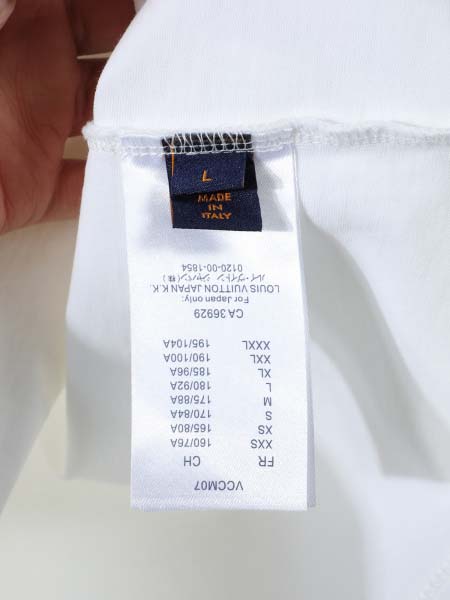 L
MADE
IN
ITALY
VCCM07
FR CH
XXS 160/76A
XS 165/80A
S 170/84A
M 175/88A
L 180/92A
XL 185/96A
XXL 190/100A
XXXL 195/104A
CA 36929
For Japan only:
LOUIS VUITTON JAPAN K.K.
ルイ・ヴィトン ジャパン(株)
0120-00-1854